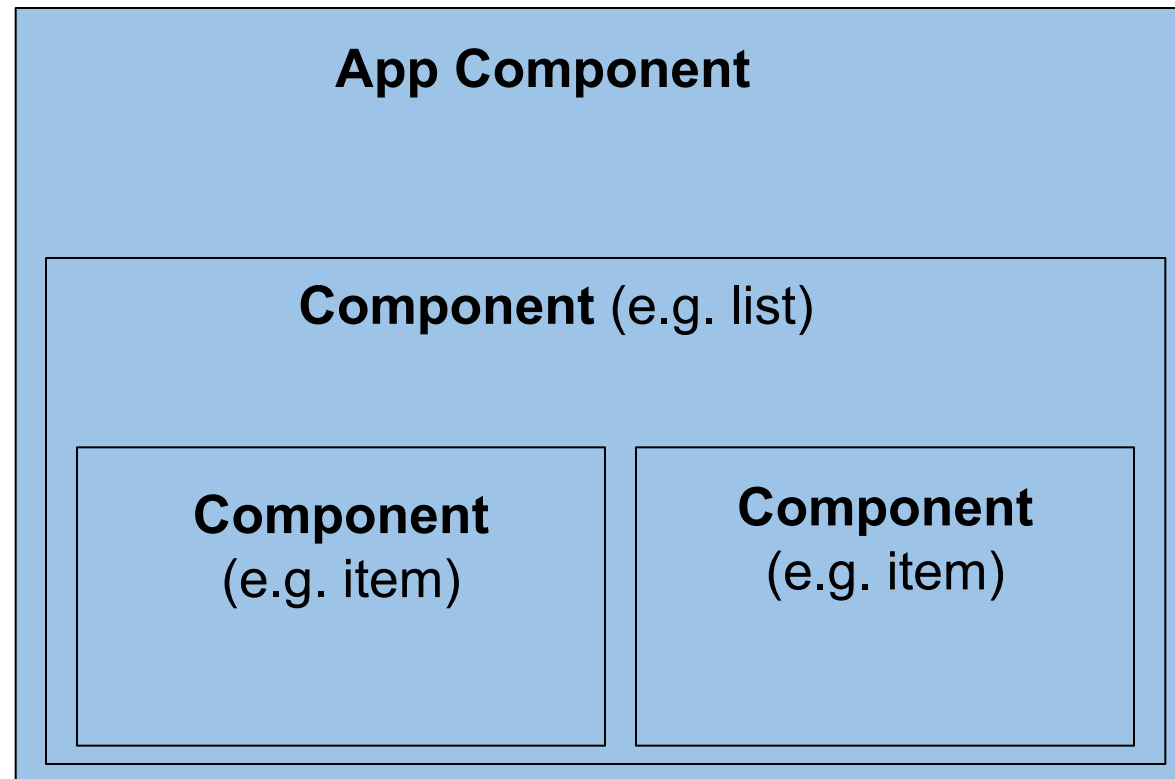 App Component
Component (e.g. list)
Component
(e.g. item)
Component
(e.g. item)